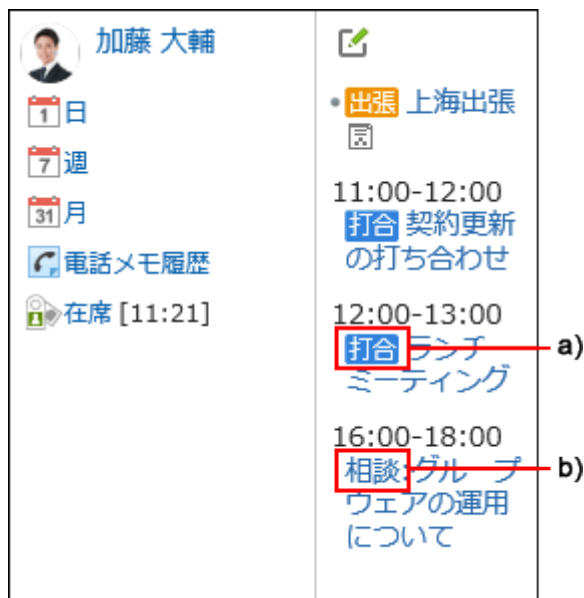 加藤 大輔
1 日
7 週
31 月
電話メモ履歴
在席 [11:21]
出張 上海出張
11:00-12:00
打合 契約更新
の打ち合わせ
12:00-13:00
打合 ランチ
ミーティング
a)
16:00-18:00
相談:グループ
ウェアの運用
について
b)